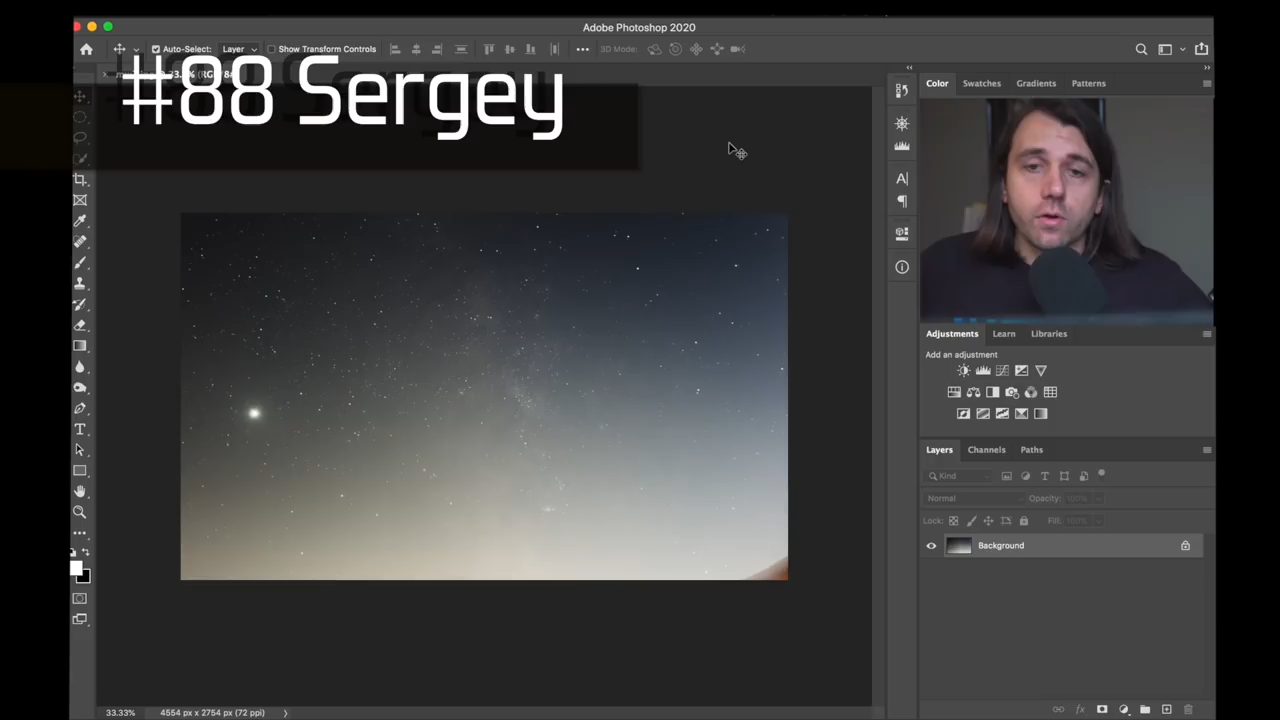 Adobe Photoshop 2020
Auto-Select: Layer Show Transform Controls 3D Mode:
#88 Sergey
Color Swatches Gradients Patterns
Adjustments Learn Libraries
Add an adjustment
Layers Channels Paths
Kind
Normal Opacity: 100%
Lock: Fill: 100%
Background
33.33% 4554 px x 2754 px (72 ppi)